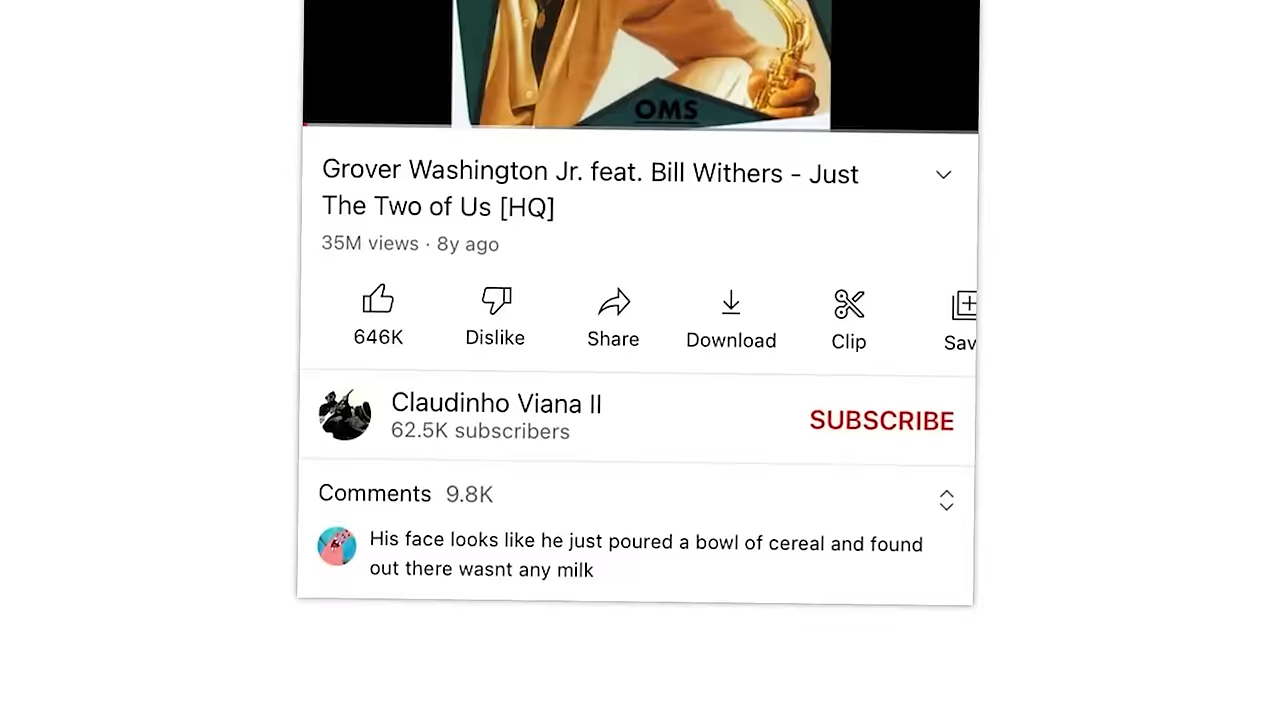 OMS
Grover Washington Jr. feat. Bill Withers - Just
The Two of Us [HQ]
35M views · 8y ago
646K
Dislike
Share
Download
Clip
Sav
Claudinho Viana II
62.5K subscribers
SUBSCRIBE
Comments 9.8K
His face looks like he just poured a bowl of cereal and found
out there wasnt any milk